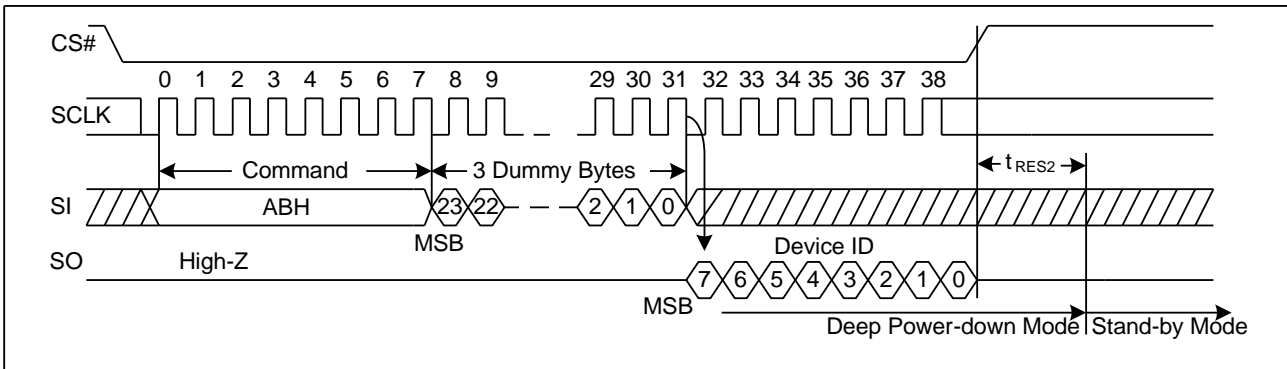 CS#
0 1 2 3 4 5 6 7 8 9 29 30 31 32 33 34 35 36 37 38
SCLK
Command 3 Dummy Bytes tRES2
SI ABH 23 22 2 1 0
MSB Device ID
SO High-Z
7 6 5 4 3 2 1 0
MSB
Deep Power-down Mode Stand-by Mode